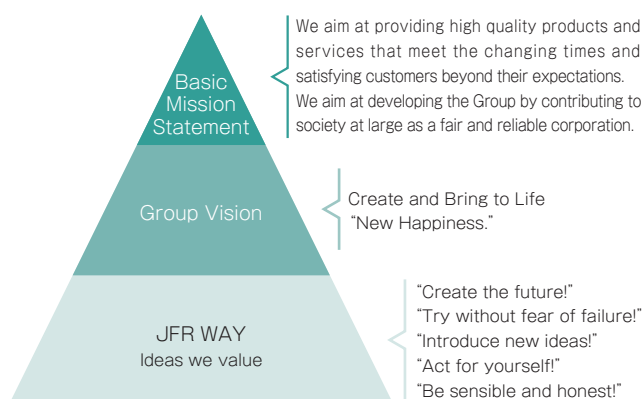 Basic
Mission
Statement
We aim at providing high quality products and
services that meet the changing times and
satisfying customers beyond their expectations.
We aim at developing the Group by contributing to
society at large as a fair and reliable corporation.
Group Vision
Create and Bring to Life
“New Happiness.”
JFR WAY
Ideas we value
“Create the future!”
“Try without fear of failure!”
“Introduce new ideas!”
“Act for yourself!”
“Be sensible and honest!”